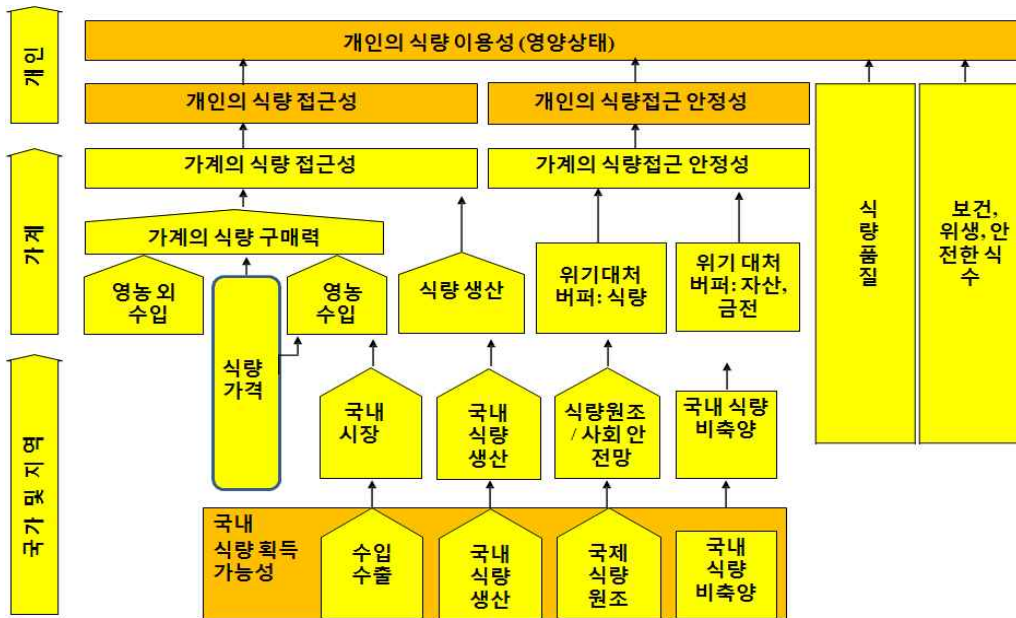 개인
개인의 식량 이용성 (영양상태)
개인의 식량 접근성
개인의 식량접근 안정성
가계
가계의 식량 접근성
가계의 식량접근 안정성
가계의 식량 구매력
영농 외
수입
식량
가격
영농
수입
식량 생산
위기대처
버퍼: 식량
위기 대처
버퍼: 자산,
금전
식량품질
보건,
위생, 안
전한 식
수
국가 및 지역
국내
시장
국내
식량
생산
식량원조
/ 사회 안
전망
국내 식량
비축양
국내
식량 획득
가능성
수입
수출
국내
식량
생산
국제
식량
원조
국내
식량
비축양